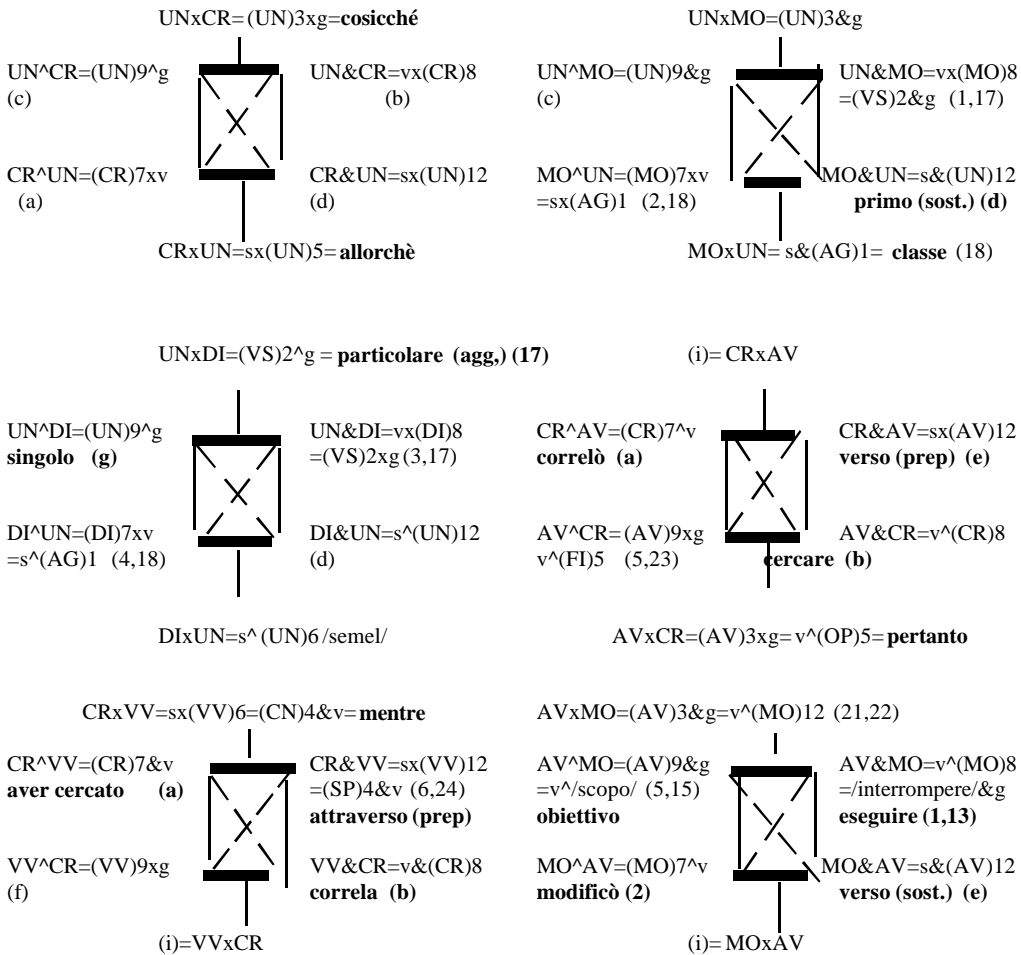 UNxCR=(UN)3xg=cosicché
UN^CR=(UN)9^g
(c)
UN&CR=vx(CR)8
(b)
CR^UN=(CR)7xv
(a)
CR&UN=sx(UN)12
(d)
CRxUN=sx(UN)5=allorchè
UNxMO=(UN)3&g
UN^MO=(UN)9&g
(c)
UN&MO=vx(MO)8
=(VS)2&g (1,17)
MO^UN=(MO)7xv
=sx(AG)1 (2,18)
MO&UN=s&(UN)12
primo (sost.) (d)
MOxUN= s&(AG)1= classe (18)
UNxDI=(VS)2^g = particolare (agg,) (17)
UN^DI=(UN)9^g
singolo (g)
UN&DI=vx(DI)8
=(VS)2xg (3,17)
DI^UN=(DI)7xv
=s^(AG)1 (4,18)
DI&UN=s^(UN)12
(d)
DIxUN=s^(UN)6 /semel/
(i)= CRxAV
CR^AV=(CR)7^v
correlò (a)
CR&AV=sx(AV)12
verso (prep) (e)
AV^CR=(AV)9xg
v^(FI)5 (5,23)
AV&CR=v^(CR)8
cercare (b)
AVxCR=(AV)3xg=v^(OP)5=pertanto
CRxVV=sx(VV)6=(CN)4&v=mentre
CR^VV=(CR)7&v
aver cercato (a)
CR&VV=sx(VV)12
=(SP)4&v (6,24)
attraverso (prep)
VV^CR=(VV)9xg
(f)
VV&CR=v&(CR)8
correla (b)
(i)=VVxCR
AVxMO=(AV)3&g=v^(MO)12 (21,22)
AV^MO=(AV)9&g
=v^/scopo/ (5,15)
obiettivo
AV&MO=v^(MO)8
=/interrompere/&g
eseguire (1,13)
MO^AV=(MO)7^v
modificò (2)
MO&AV=s&(AV)12
verso (sost.) (e)
(i)= MOxAV